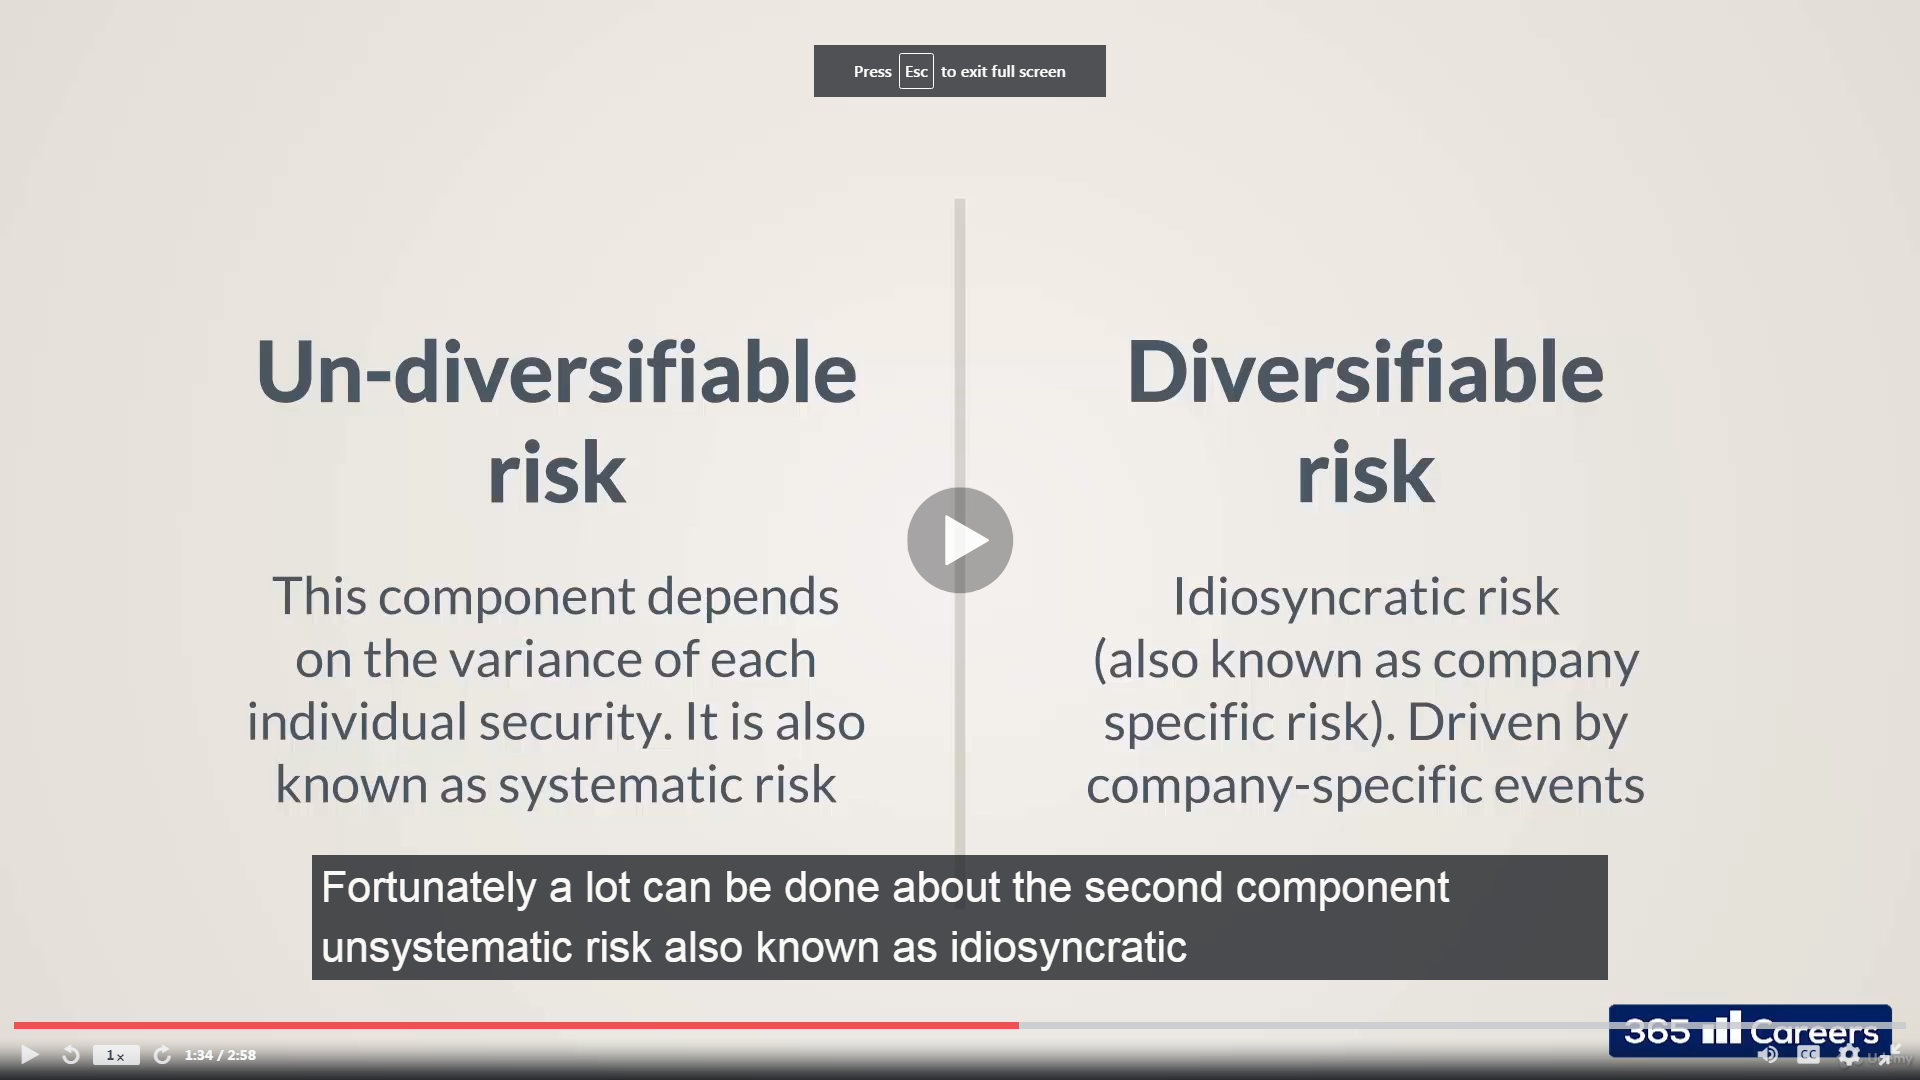 Press Esc to exit full screen
Un-diversifiable
risk
This component depends
on the variance of each
individual security. It is also
known as systematic risk
Diversifiable
risk
Idiosyncratic risk
(also known as company
specific risk). Driven by
company-specific events
Fortunately a lot can be done about the second component
unsystematic risk also known as idiosyncratic
365 Careers
1x
1:34 / 2:58
CC
Udemy